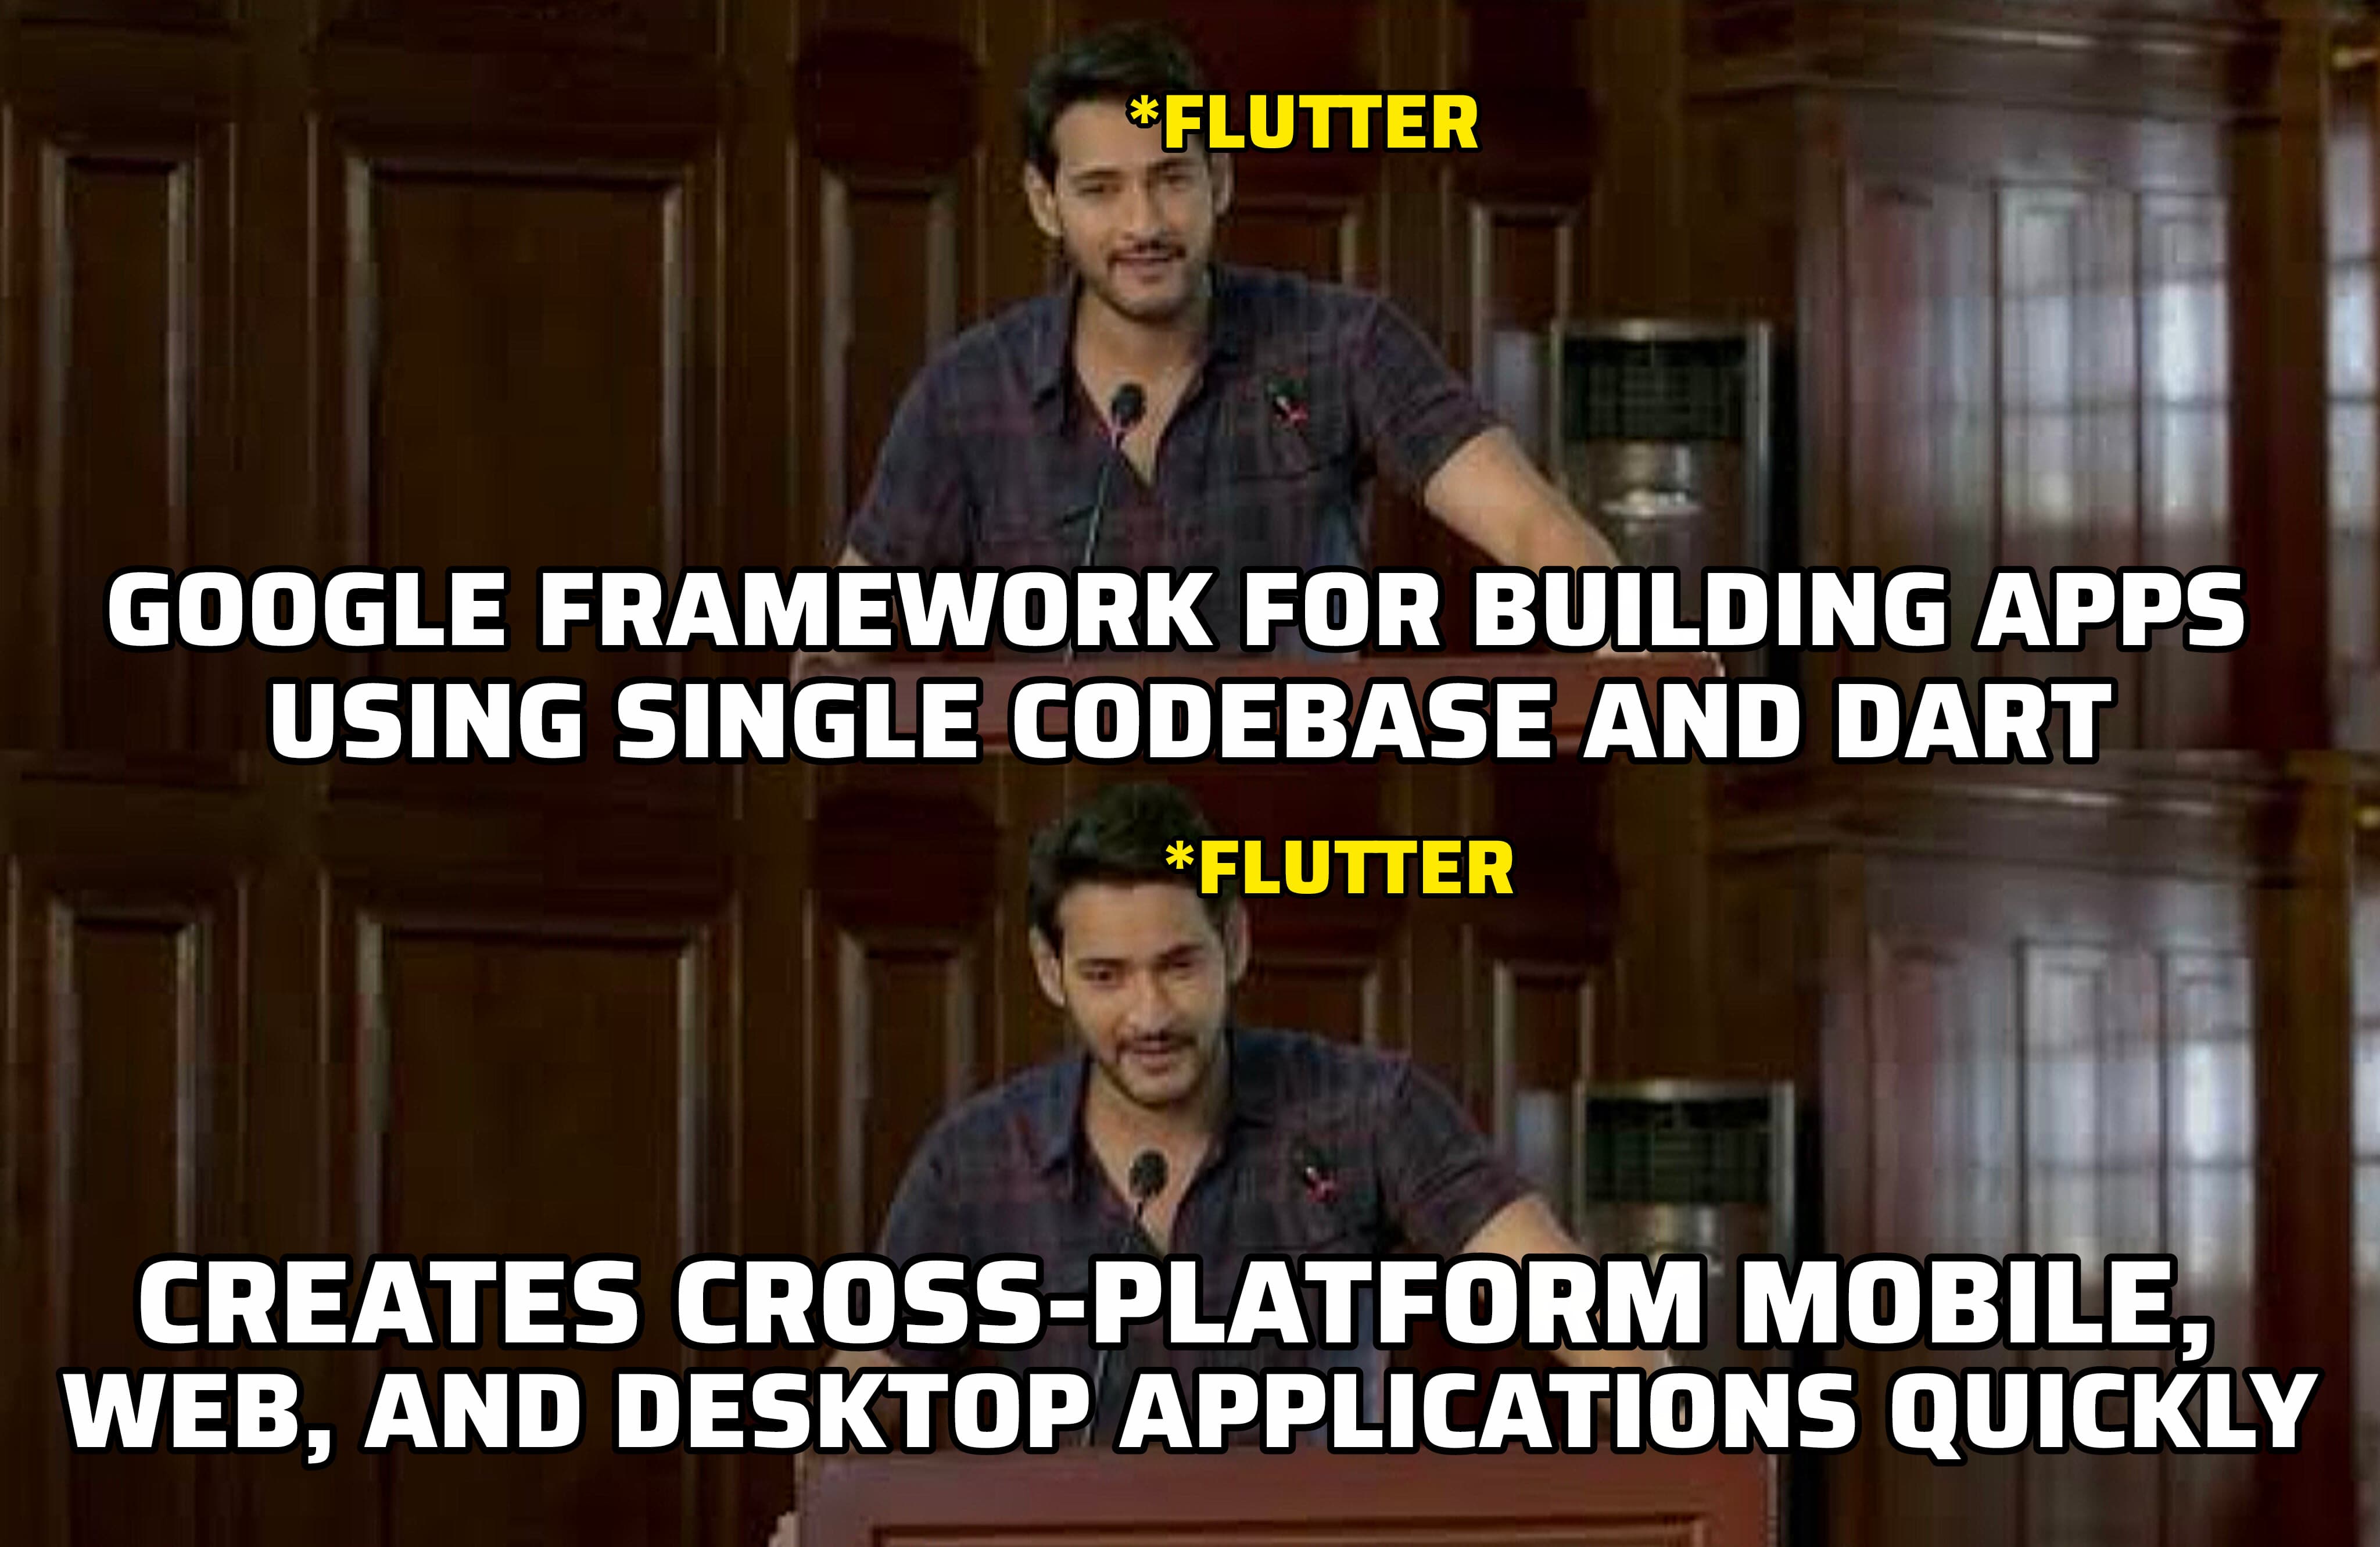 *FLUTTER
GOOGLE FRAMEWORK FOR BUILDING APPS
USING SINGLE CODEBASE AND DART
*FLUTTER
CREATES CROSS-PLATFORM MOBILE,
WEB, AND DESKTOP APPLICATIONS QUICKLY